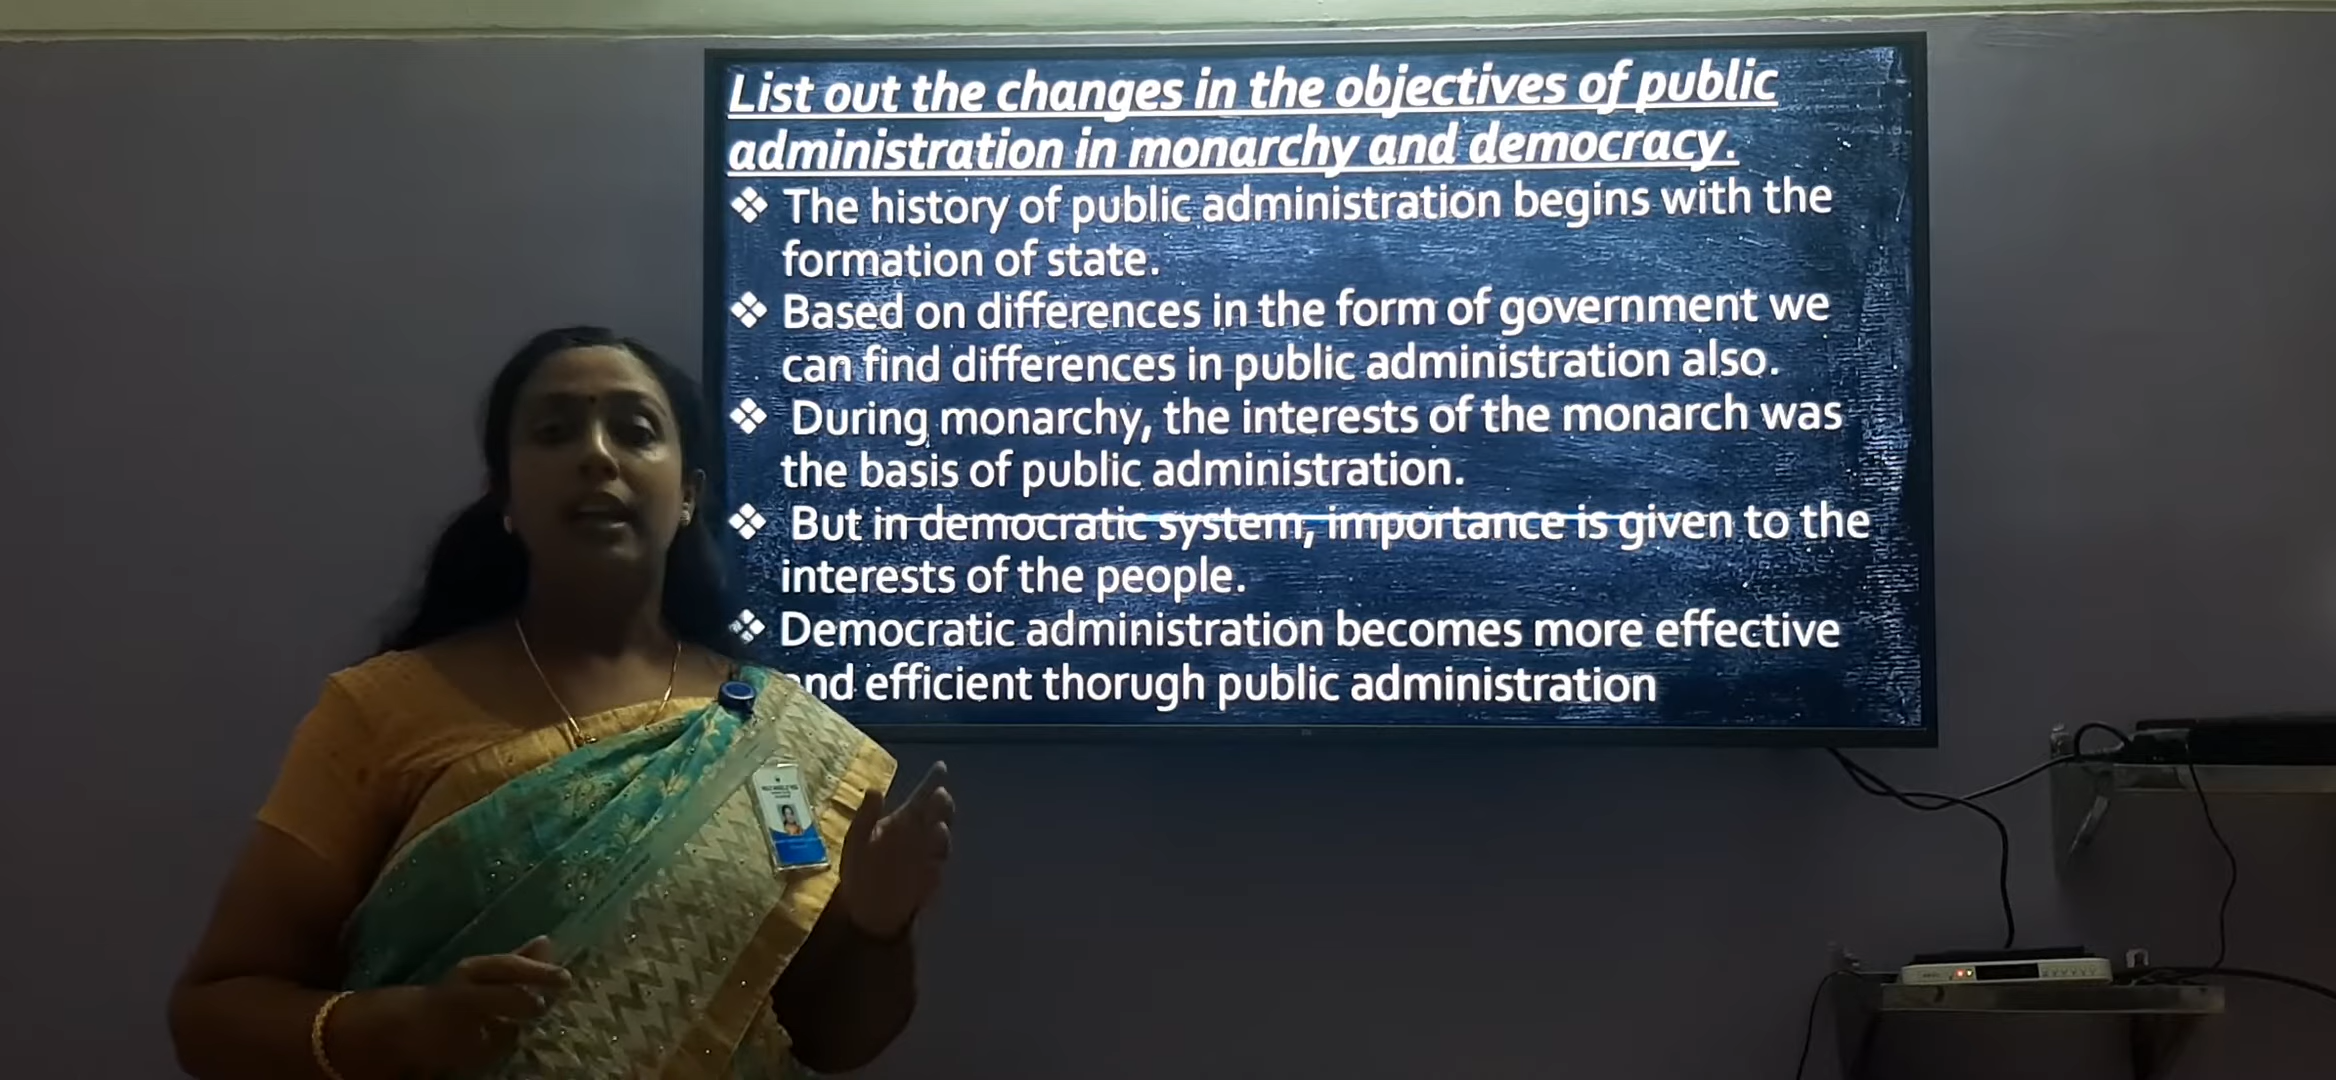 List out the changes in the objectives of public
administration in monarchy and democracy.
❖ The history of public administration begins with the
formation of state.
❖ Based on differences in the form of government we
can find differences in public administration also.
❖ During monarchy, the interests of the monarch was
the basis of public administration.
❖ But in democratic system, importance is given to the
interests of the people.
❖ Democratic administration becomes more effective
and efficient thorugh public administration